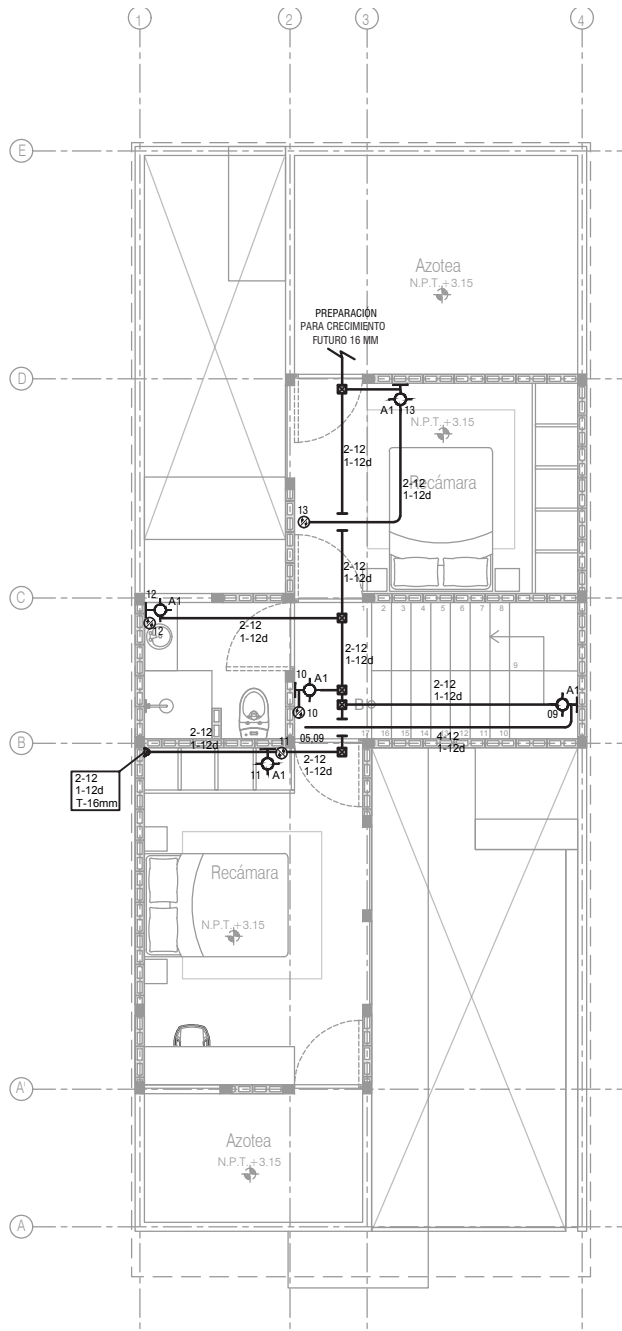 1
2
3
4
E
Azotea
N.P.T. +3.15
PREPARACIÓN
PARA CRECIMIENTO
FUTURO 16 MM
D
A1
13
N.P.T. +3.15
2-12
1-12d
Recámara
2-12
1-12d
13
2-12
1-12d
C
12
A1
12
2-12
1-12d
1
2
3
4
5
6
7
8
9
2-12
1-12d
10
A1
10
2-12
1-12d
A1
B
09
05,09
17
16
15
14
13
12
11
10
4-12
1-12d
B
2-12
1-12d
11
11
A1
2-12
1-12d
2-12
1-12d
T-16mm
Recámara
N.P.T. +3.15
A'
Azotea
N.P.T. +3.15
A